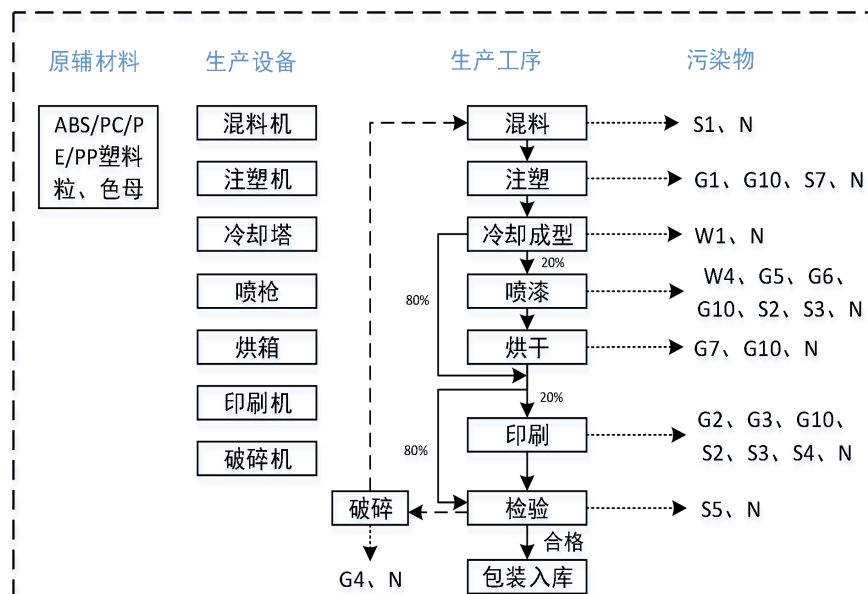 原辅材料
生产设备
生产工序
污染物
ABS/PC/P
E/PP塑料
粒、色母
混料机
混料
S1、N
注塑机
注塑
G1、G10、S7、N
冷却塔
冷却成型
W1、N
20%
80%
喷枪
喷漆
W4、G5、G6、
G10、S2、S3、N
烘箱
烘干
G7、G10、N
20%
印刷机
印刷
G2、G3、G10、
S2、S3、S4、N
80%
破碎机
破碎
检验
S5、N
合格
G4、N
包装入库